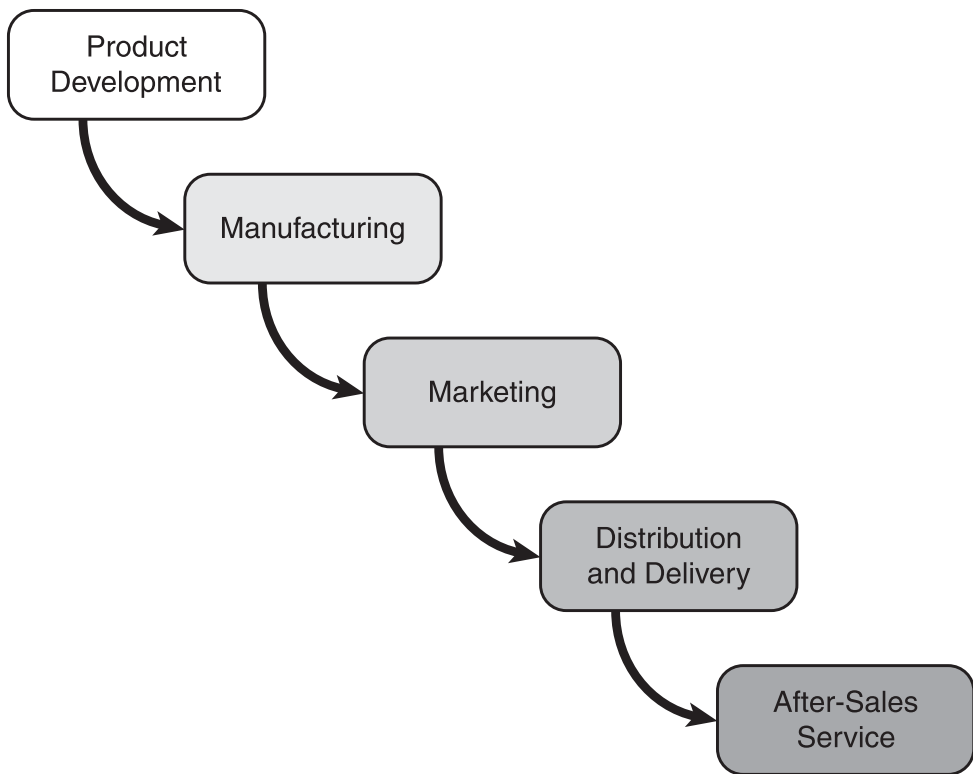 Product
Development
Manufacturing
Marketing
Distribution
and Delivery
After-Sales
Service